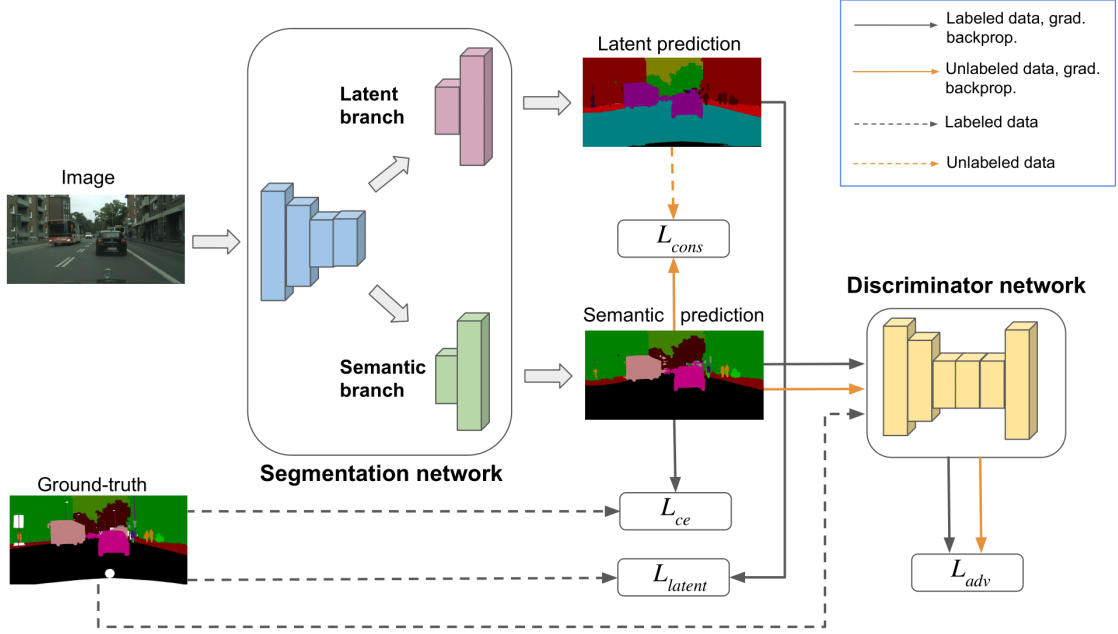 Latent prediction
Labeled data, grad.
backprop.
Unlabeled data, grad.
backprop.
Labeled data
Unlabeled data
Latent
branch
Image
L_cons
Discriminator network
Semantic prediction
Semantic
branch
Segmentation network
Ground-truth
L_ce
L_latent
L_adv